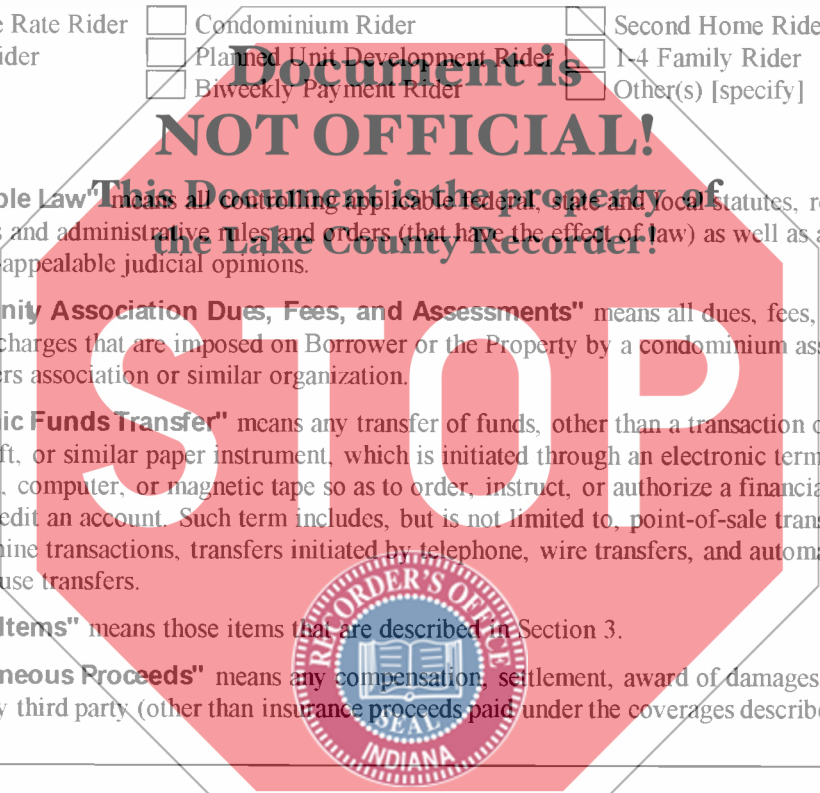 e Rate Rider Condominium Rider Second Home Ride
ider Planned Unit Development Rider 1-4 Family Rider
Biweekly Payment Rider Other(s) [specify]
Document is
NOT OFFICIAL!
This Document is the property of
the Lake County Recorder!
ble Law" means all controlling applicable federal, state and local statutes, r
s and administrative rules and orders (that have the effect of law) as well as a
-appealable judicial opinions.
nity Association Dues, Fees, and Assessments" means all dues, fees,
charges that are imposed on Borrower or the Property by a condominium ass
ers association or similar organization.
ic Funds Transfer" means any transfer of funds, other than a transaction o
ft, or similar paper instrument, which is initiated through an electronic term
, computer, or magnetic tape so as to order, instruct, or authorize a financia
edit an account. Such term includes, but is not limited to, point-of-sale trans
ine transactions, transfers initiated by telephone, wire transfers, and automa
use transfers.
Items" means those items that are described in Section 3.
neous Proceeds" means any compensation, settlement, award of damages
y third party (other than insurance proceeds paid under the coverages describe
STOP
RECORDER'S OFFICE
SEAL
INDIANA